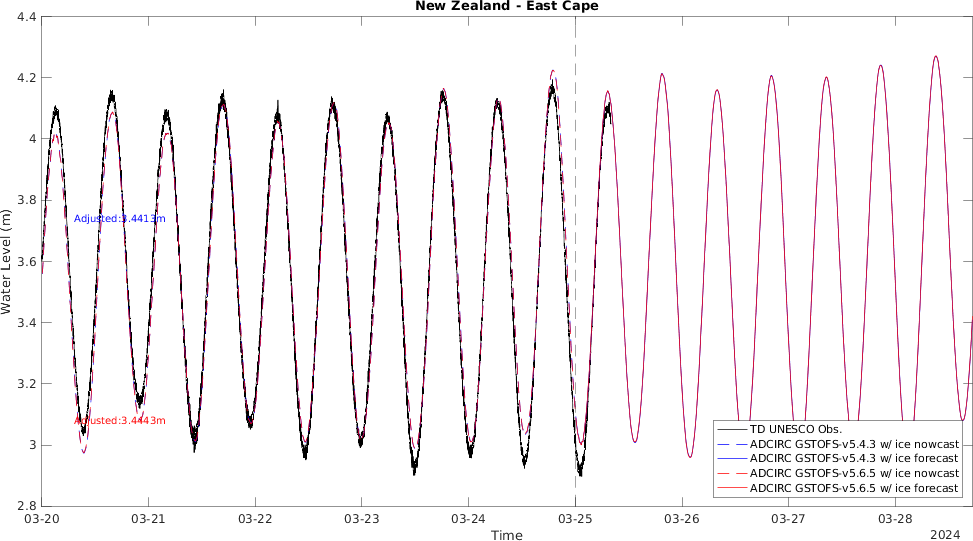 New Zealand - East Cape
4.4
4.2
4
3.8
3.6
3.4
3.2
3
2.8
Water Level (m)
Adjusted:3.4413m
Adjusted:3.4443m
TD UNESCO Obs.
ADCIRC GSTOFS-v5.4.3 w/ ice nowcast
ADCIRC GSTOFS-v5.4.3 w/ ice forecast
ADCIRC GSTOFS-v5.6.5 w/ ice nowcast
ADCIRC GSTOFS-v5.6.5 w/ ice forecast
03-20 03-21 03-22 03-23 03-24 03-25 03-26 03-27 03-28
Time
2024